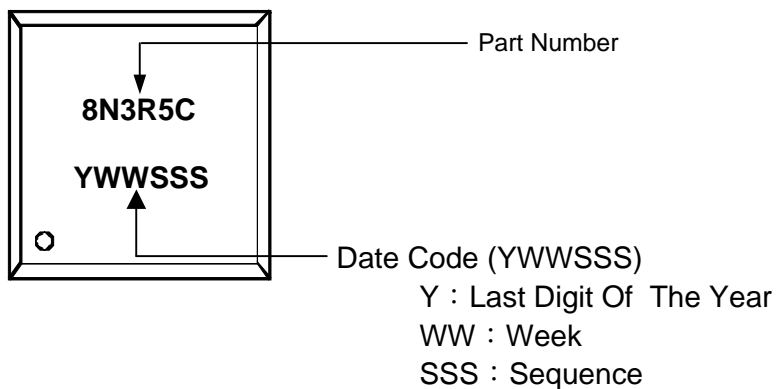 Part Number
8N3R5C
YWWSSS
Date Code (YWWSSS)
Y：Last Digit Of The Year
WW：Week
SSS：Sequence